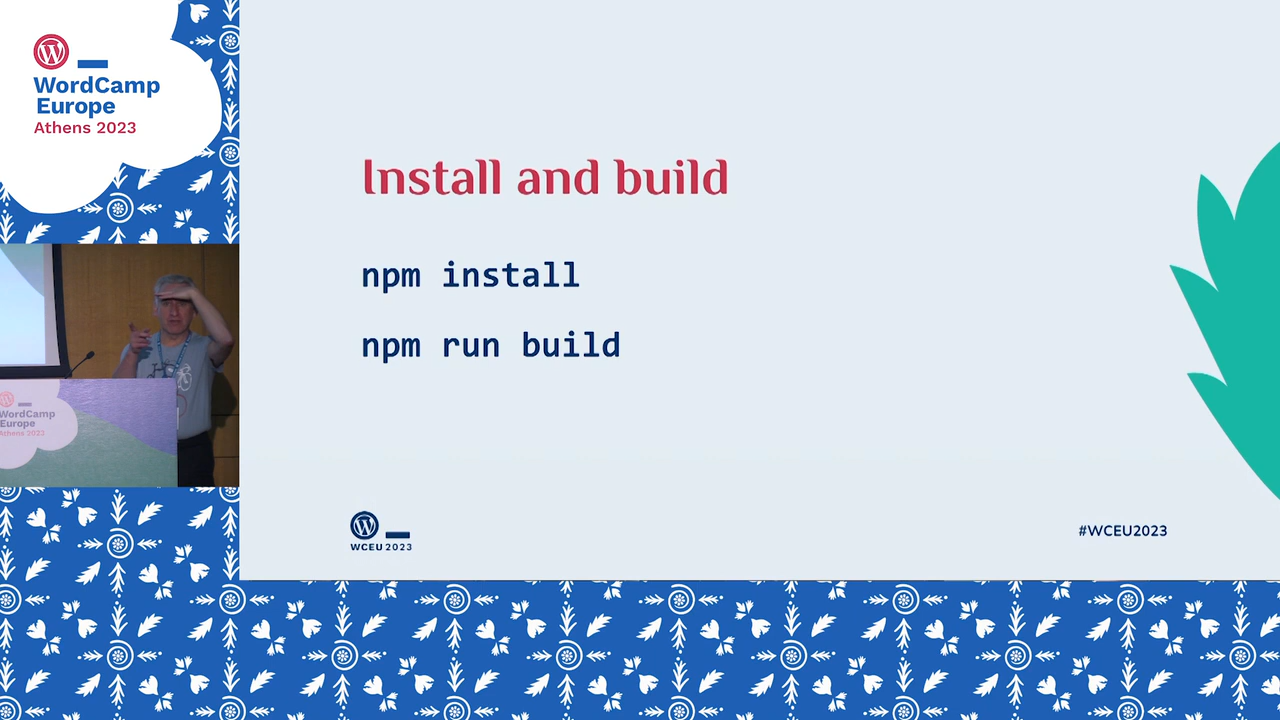 WordCamp
Europe
Athens 2023
Install and build
npm install
npm run build
WordCamp
Europe
Athens 2023
WCEU 2023
#WCEU2023